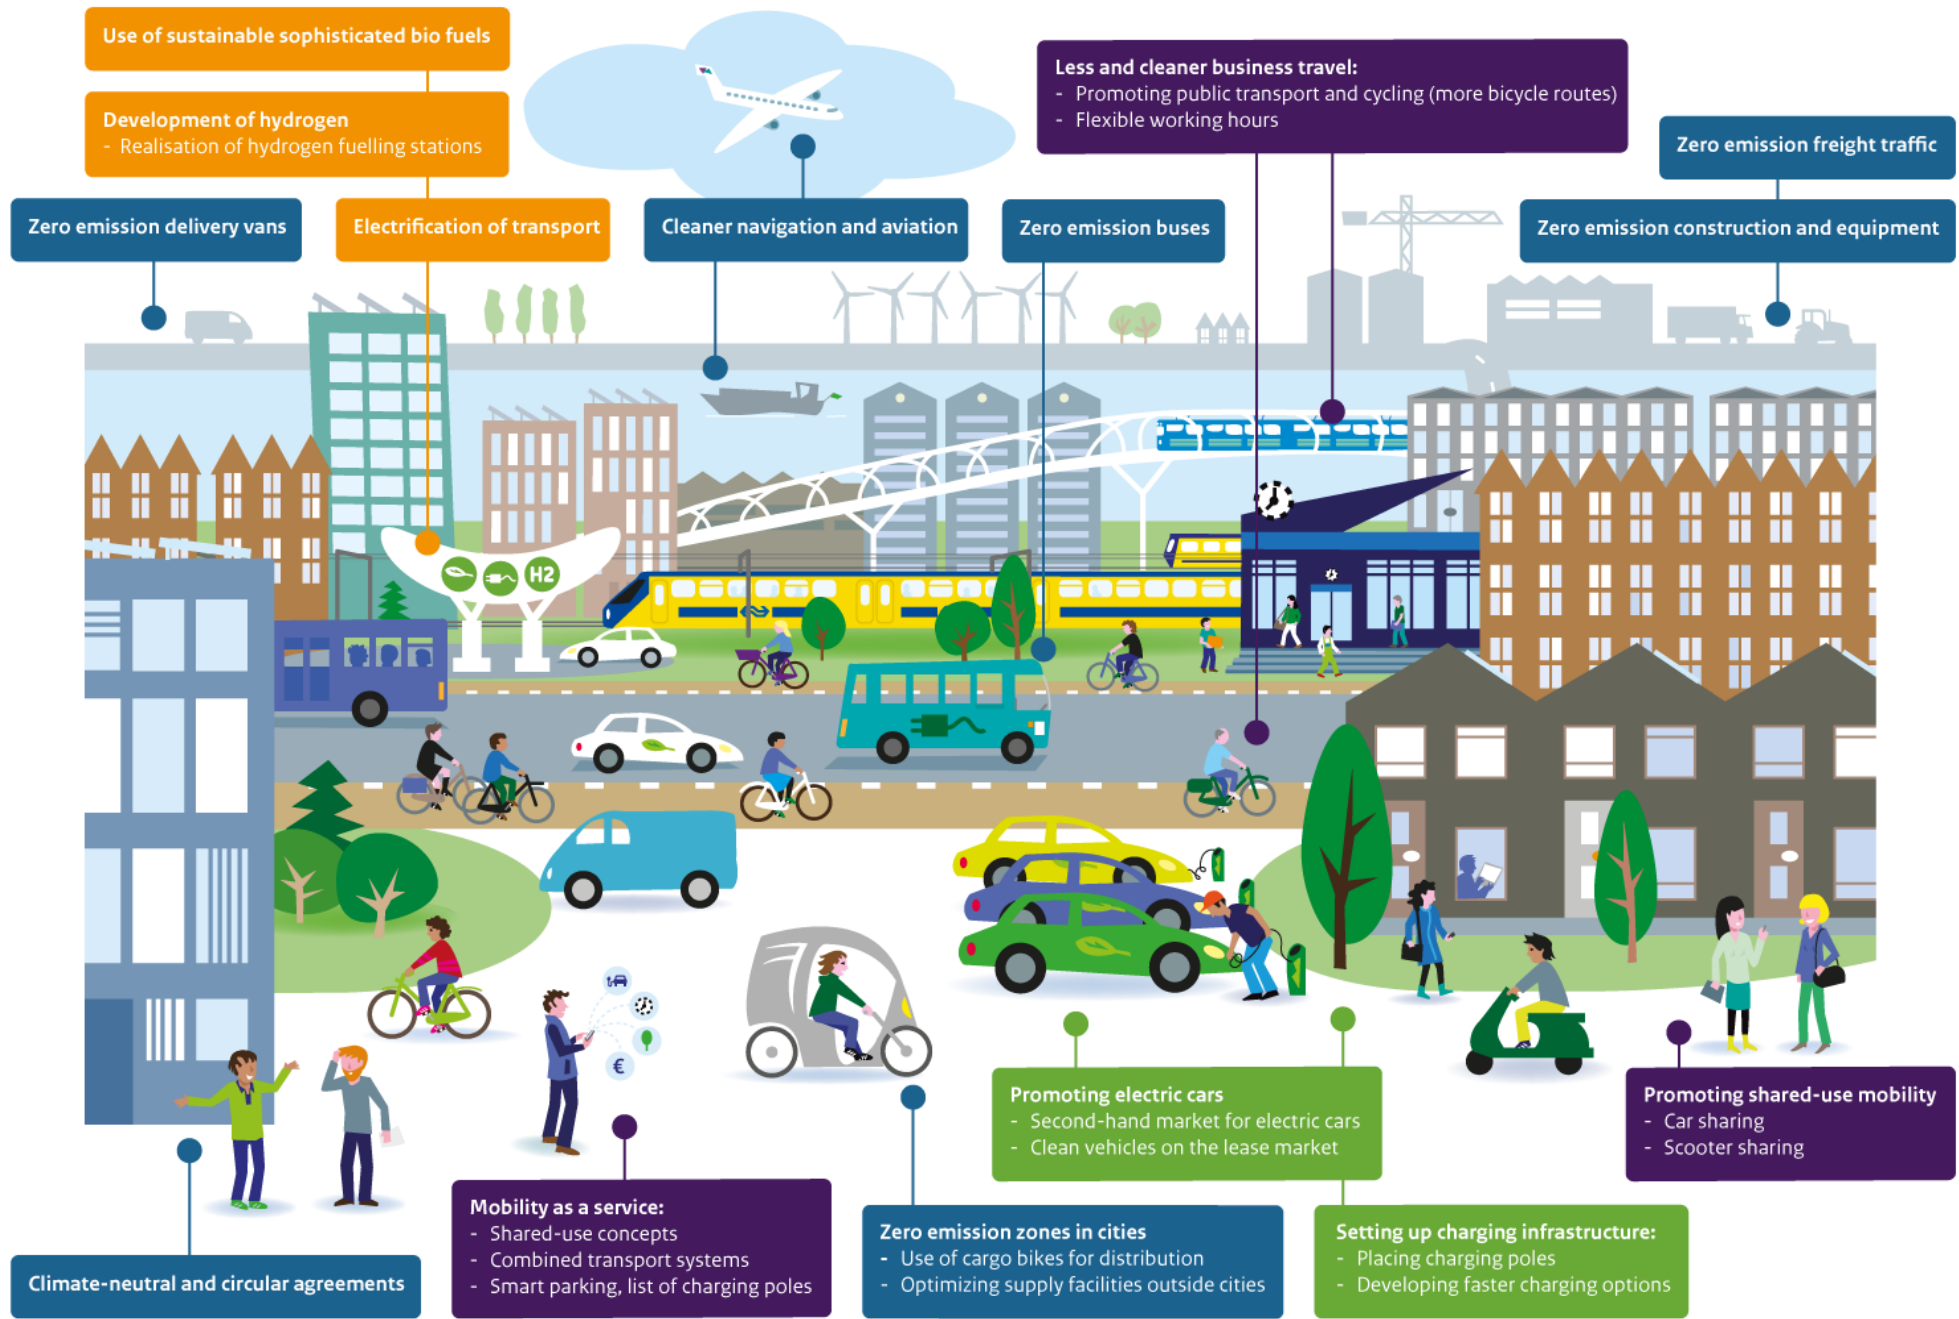 Use of sustainable sophisticated bio fuels
Development of hydrogen
- Realisation of hydrogen fuelling stations
Less and cleaner business travel:
- Promoting public transport and cycling (more bicycle routes)
- Flexible working hours
Zero emission freight traffic
Zero emission delivery vans
Electrification of transport
Cleaner navigation and aviation
Zero emission buses
Zero emission construction and equipment
H2
€
Promoting electric cars
- Second-hand market for electric cars
- Clean vehicles on the lease market
Promoting shared-use mobility
- Car sharing
- Scooter sharing
Mobility as a service:
- Shared-use concepts
- Combined transport systems
- Smart parking, list of charging poles
Zero emission zones in cities
- Use of cargo bikes for distribution
- Optimizing supply facilities outside cities
Setting up charging infrastructure:
- Placing charging poles
- Developing faster charging options
Climate-neutral and circular agreements